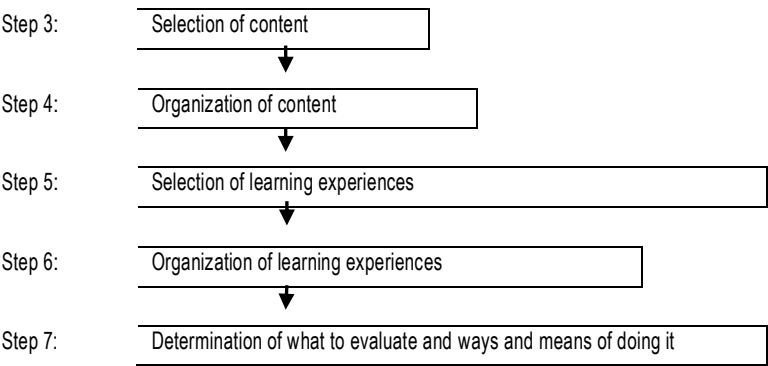 Step 3: Selection of content
Step 4: Organization of content
Step 5: Selection of learning experiences
Step 6: Organization of learning experiences
Step 7: Determination of what to evaluate and ways and means of doing it